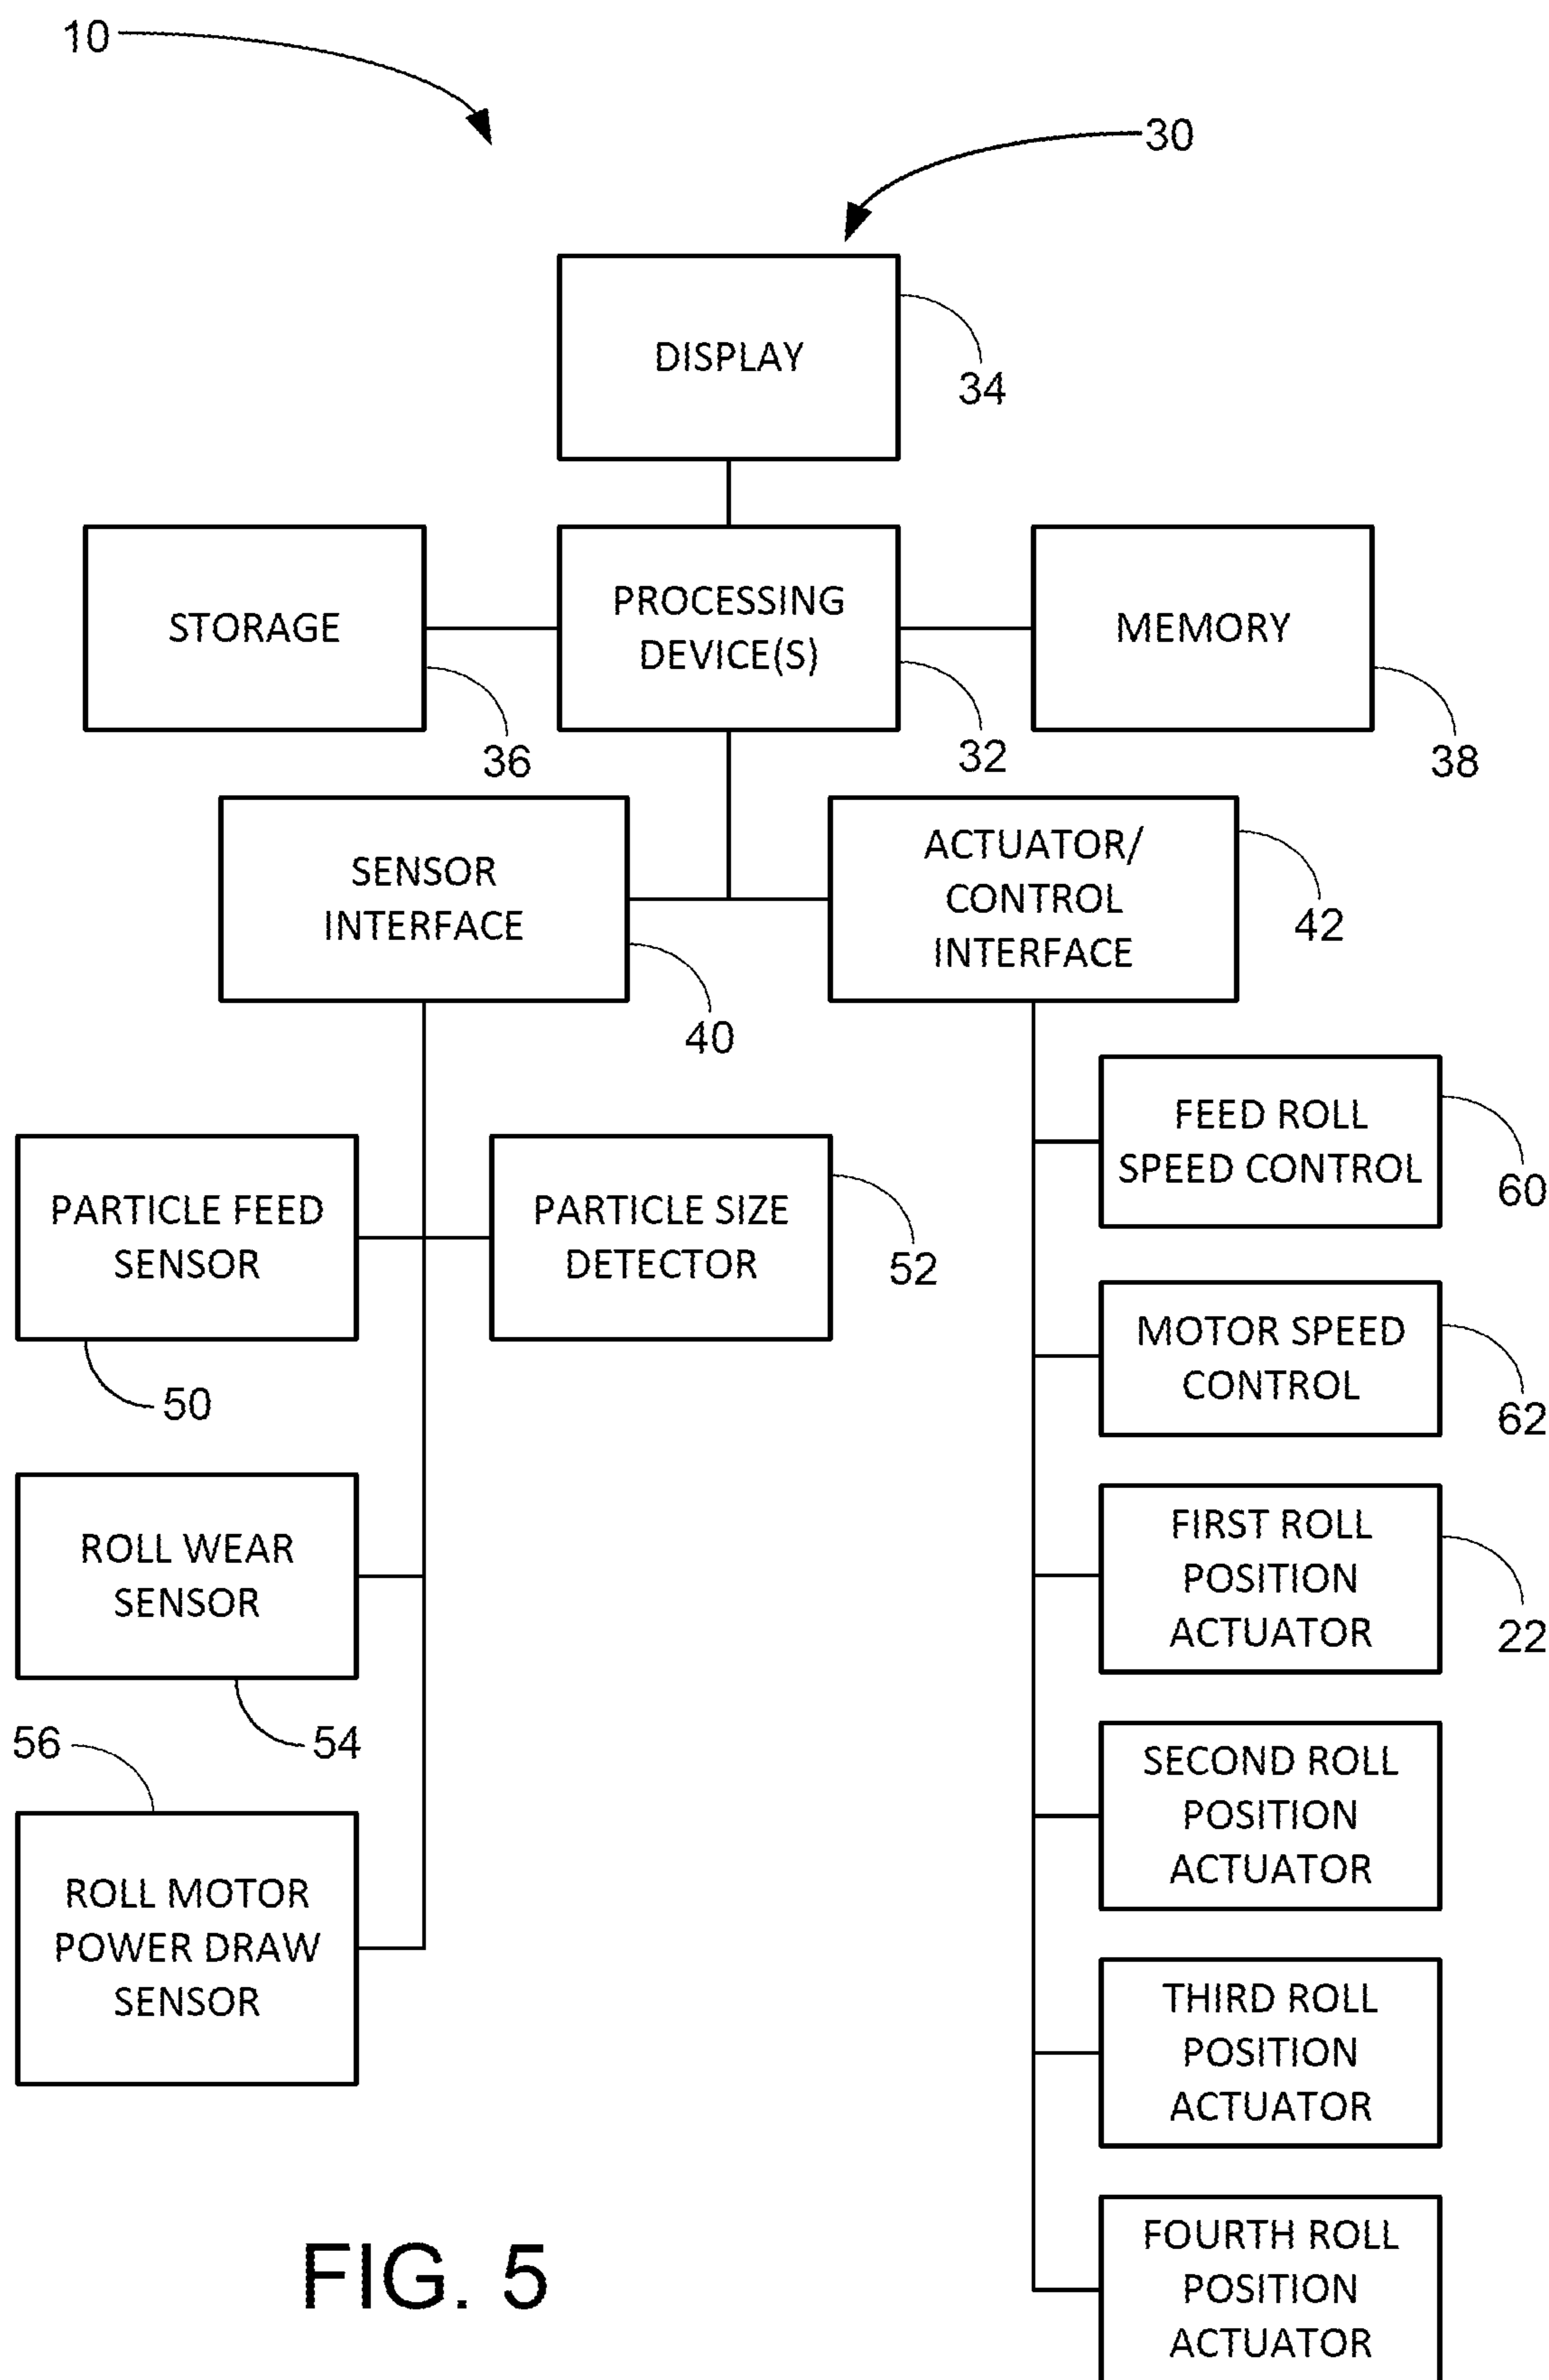 10
30
DISPLAY
34
STORAGE
36
PROCESSING
DEVICE(S)
32
MEMORY
38
SENSOR
INTERFACE
40
ACTUATOR/
CONTROL
INTERFACE
42
PARTICLE FEED
SENSOR
50
PARTICLE SIZE
DETECTOR
52
ROLL WEAR
SENSOR
54
56
ROLL MOTOR
POWER DRAW
SENSOR
FEED ROLL
SPEED CONTROL
60
MOTOR SPEED
CONTROL
62
FIRST ROLL
POSITION
ACTUATOR
22
SECOND ROLL
POSITION
ACTUATOR
THIRD ROLL
POSITION
ACTUATOR
FOURTH ROLL
POSITION
ACTUATOR
FIG. 5